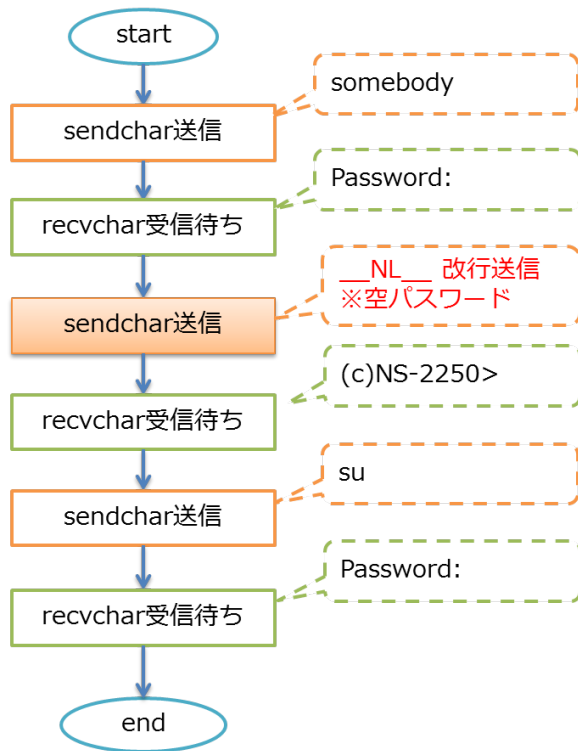 start
somebody
sendchar送信
Password:
recvchar受信待ち
__NL__ 改行送信
※空パスワード
sendchar送信
(c)NS-2250>
recvchar受信待ち
su
sendchar送信
Password:
recvchar受信待ち
end